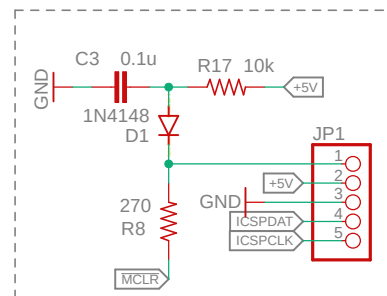 C3 0.1u
R17 10k
GND
+5V
1N4148
D1
JP1
1
+5V
2
GND
3
270
R8
ICSPDAT
4
ICSPCLK
5
MCLR